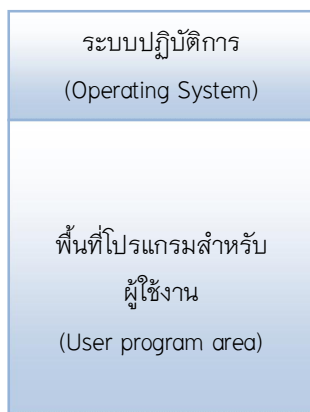 ระบบปฏิบัติการ
(Operating System)
พื้นที่โปรแกรมสำหรับ
ผู้ใช้งาน
(User program area)